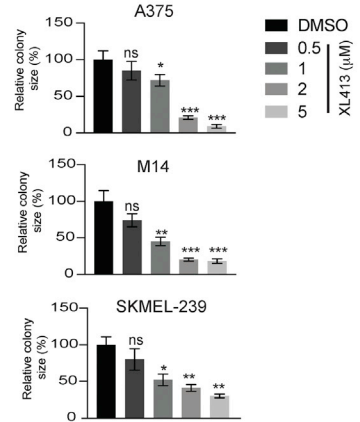 A375
Relative colony
size (%)
150
100
50
0
ns
*
***
***
DMSO
0.5
1
2
5
XL413 (μM)
M14
Relative colony
size (%)
150
100
50
0
ns
**
***
***
SKMEL-239
Relative colony
size (%)
150
100
50
0
ns
*
**
**